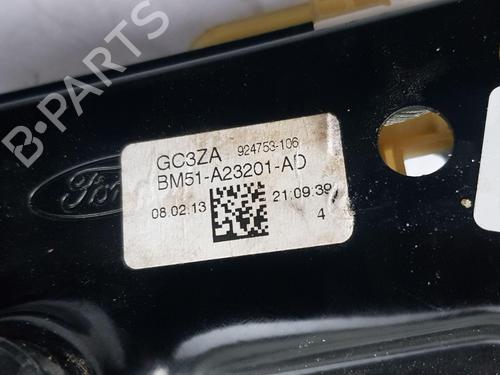 GC3ZA 924753-106
BM51-A23201-AD
08.02.13 21:09:39
4
Ford
B-PARTS